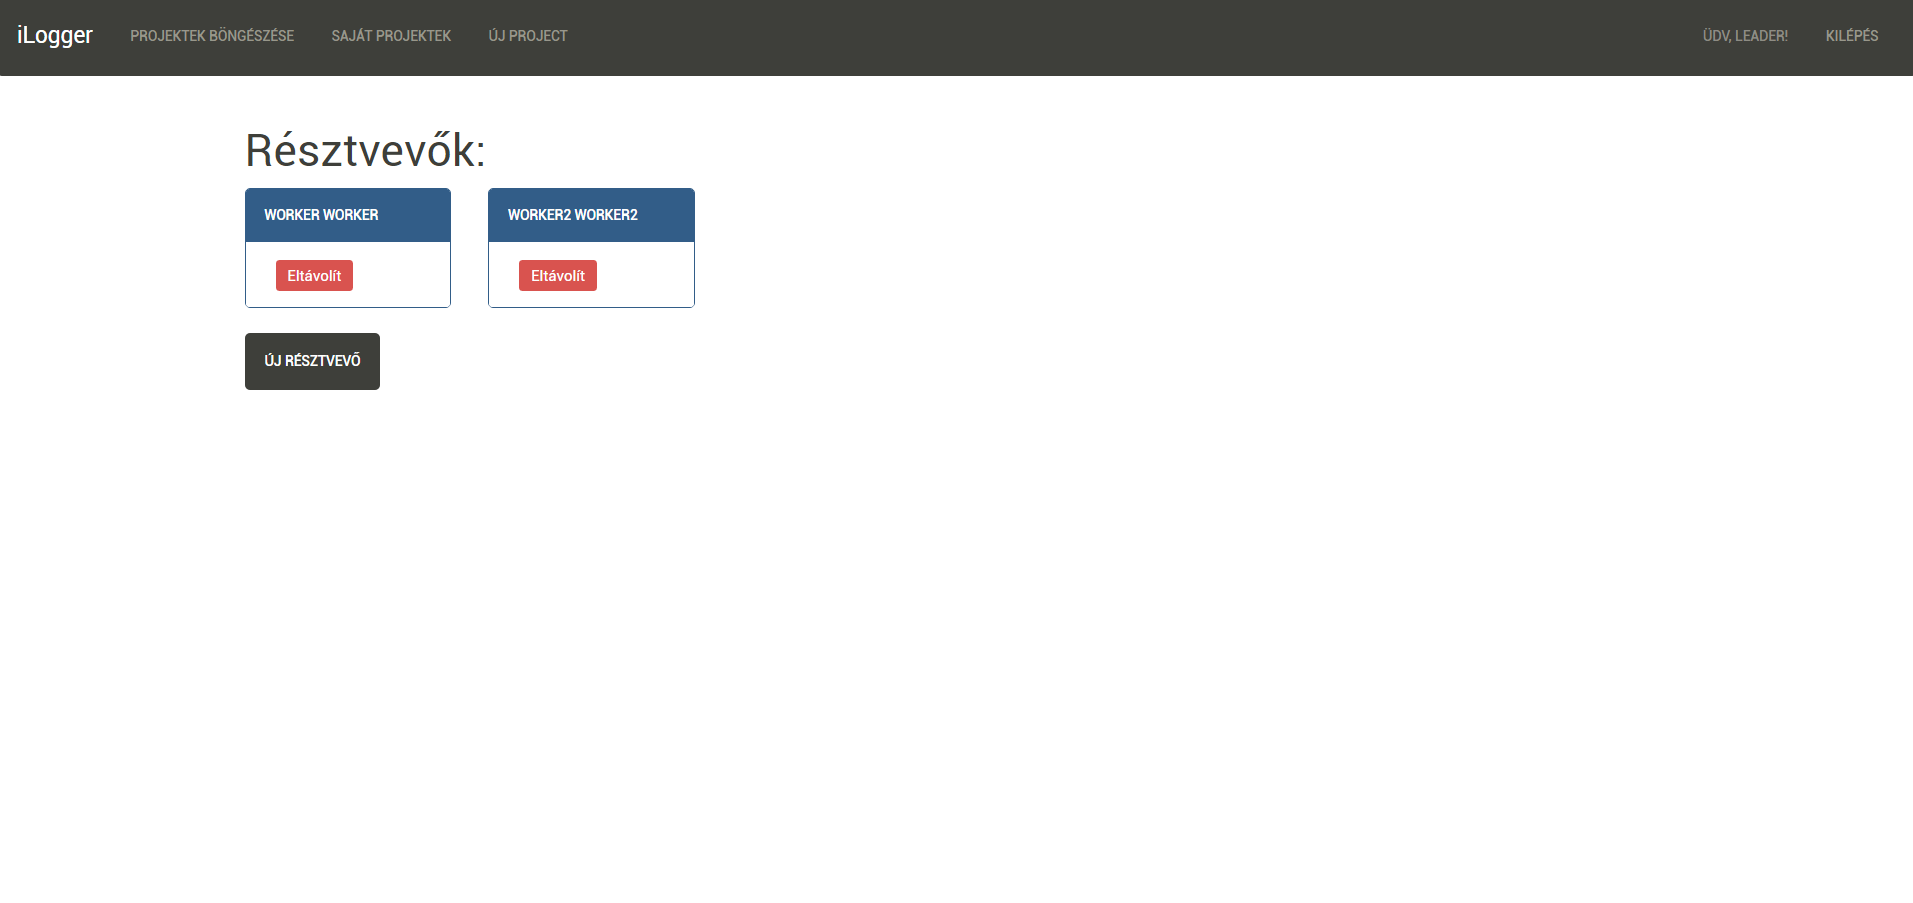 iLogger PROJEKTEK BÖNGÉSZÉSE SAJÁT PROJEKTEK ÚJ PROJECT ÜDV, LEADER! KILÉPÉS
Résztvevők:
WORKER WORKER WORKER2 WORKER2
Eltávolít Eltávolít
ÚJ RÉSZTVEVŐ